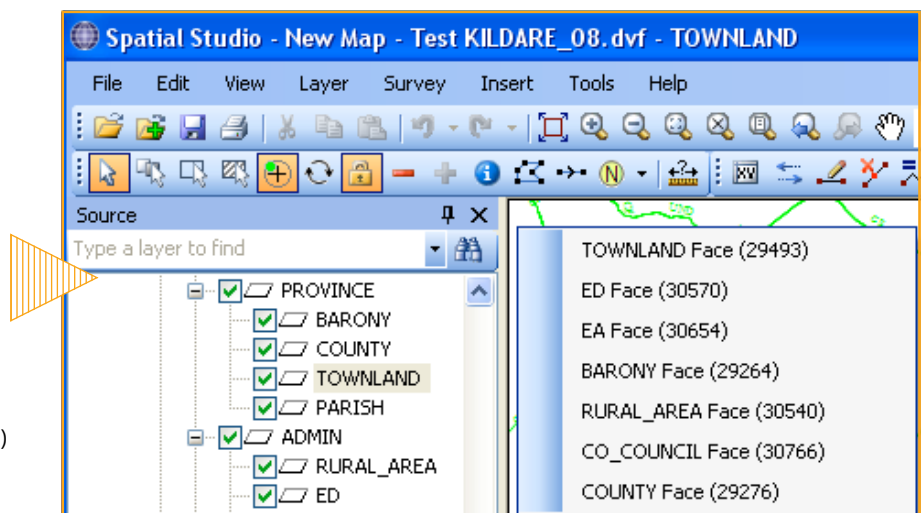 Spatial Studio - New Map - Test KILDARE_08.dvf - TOWNLAND
File Edit View Layer Survey Insert Tools Help
N
XY
Source
Type a layer to find
PROVINCE
BARONY
COUNTY
TOWNLAND
PARISH
ADMIN
RURAL_AREA
ED
)
TOWNLAND Face (29493)
ED Face (30570)
EA Face (30654)
BARONY Face (29264)
RURAL_AREA Face (30540)
CO_COUNCIL Face (30766)
COUNTY Face (29276)